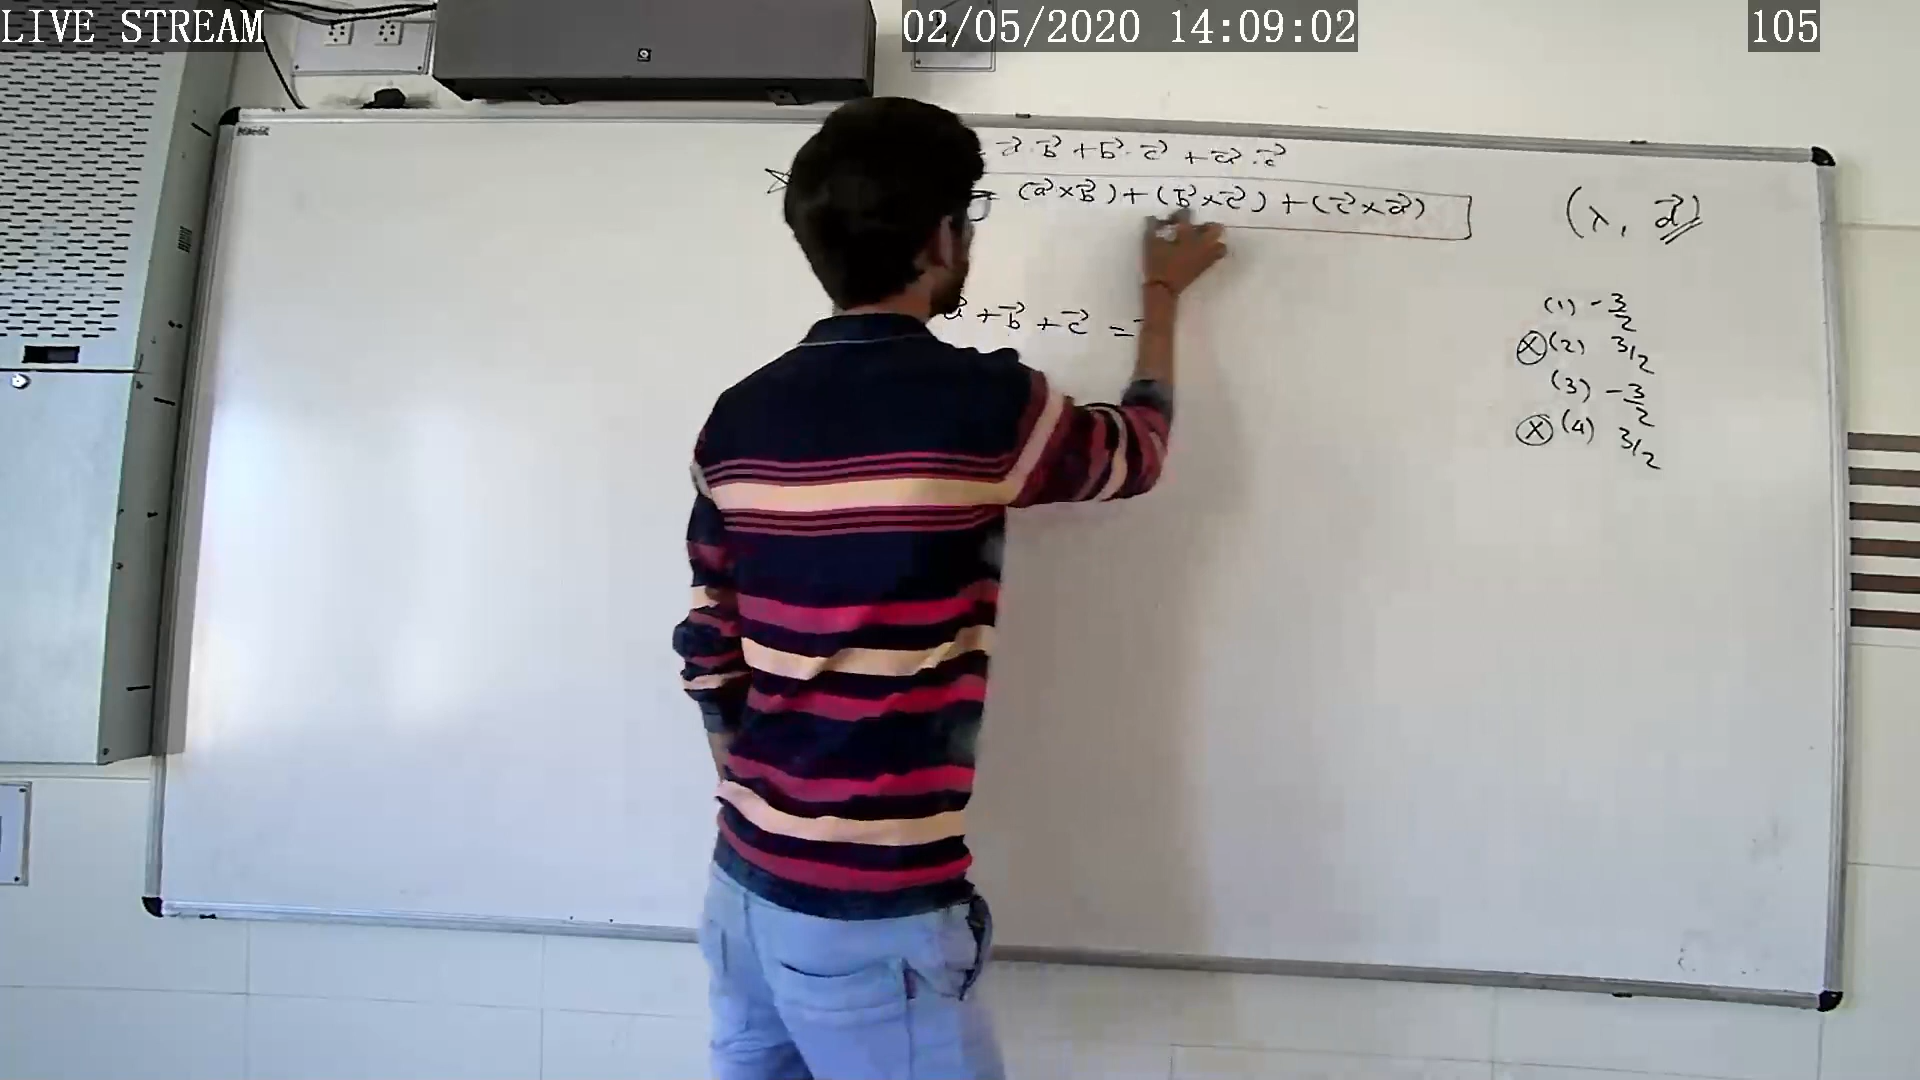 LIVE STREAM
02/05/2020 14:09:02
105
= a⃗·b⃗ + b⃗·c⃗ + a⃗·c⃗
= (a⃗×b⃗) + (b⃗×c⃗) + (c⃗×a⃗)
(λ, d⃗)
a⃗ + b⃗ + c⃗ =
(1) -3/2
(X) (2) 3/2
(3) -3/2
(X) (4) 3/2